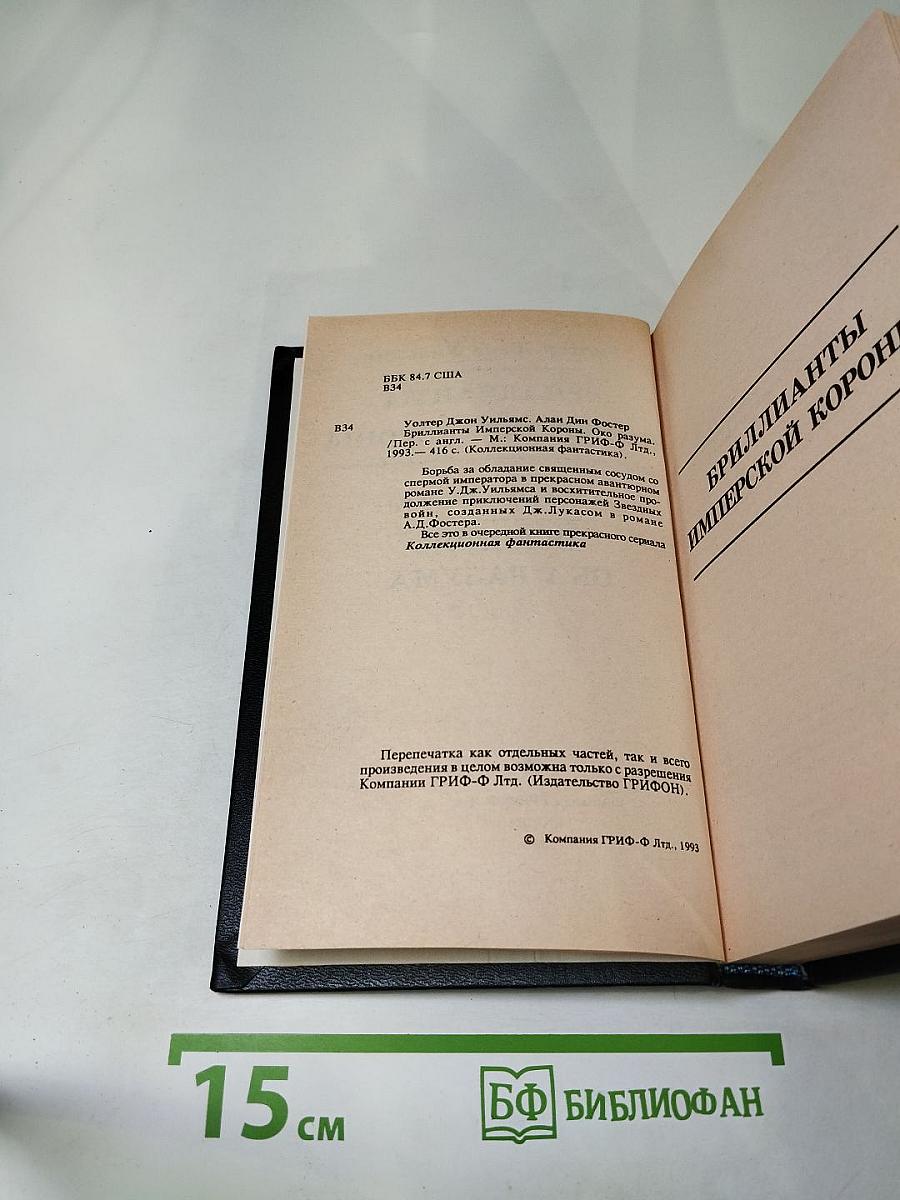 ББК 84.7 США
В34
В34
Уолтер Джон Уильямс. Алан Дин Фостер
Бриллианты Имперской Короны. Око разума.
/Пер. с англ. — М.: Компания ГРИФ-Ф Лтд.,
1993.— 416 с. (Коллекционная фантастика).
Борьба за обладание священным сосудом со
спермой императора в прекрасном авантюрном
романе У.Дж.Уильямса и восхитительное про-
должение приключений персонажей Звездных
войн, созданных Дж.Лукасом в романе
А.Д.Фостера.
Все это в очередной книге прекрасного сериала
Коллекционная фантастика
Перепечатка как отдельных частей, так и всего
произведения в целом возможна только с разрешения
Компании ГРИФ-Ф Лтд. (Издательство ГРИФОН).
© Компания ГРИФ-Ф Лтд., 1993
БРИЛЛИАНТЫ
ИМПЕРСКОЙ КОРОНЫ
15 см
БФ БИБЛИОФАН